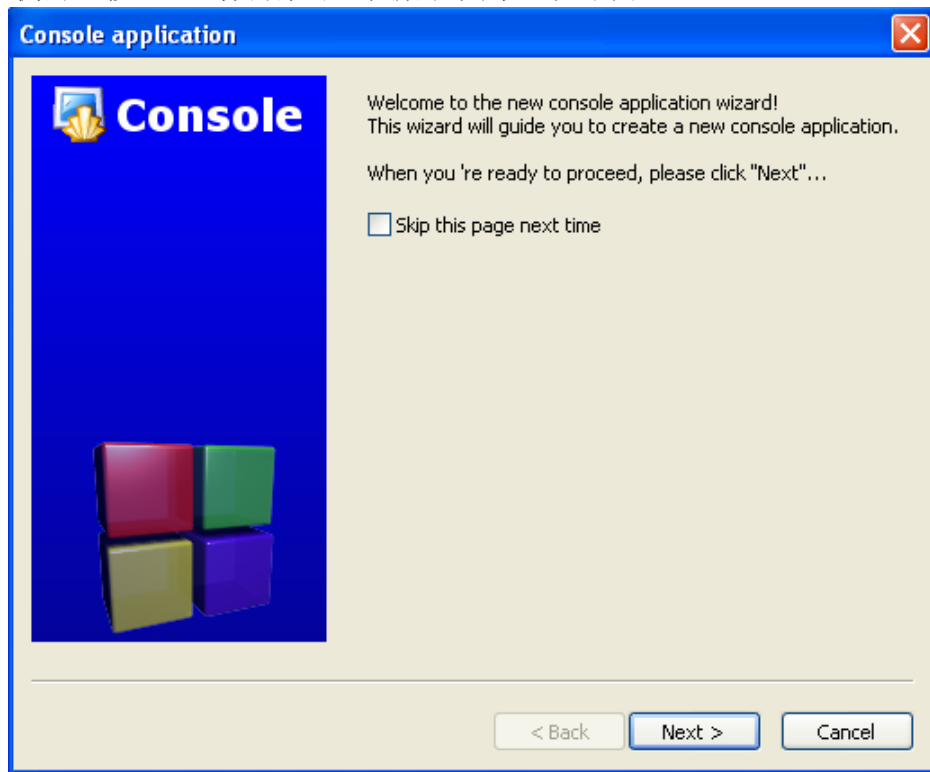 Console application
Console
Welcome to the new console application wizard!
This wizard will guide you to create a new console application.
When you 're ready to proceed, please click "Next"...
Skip this page next time
< Back
Next >
Cancel